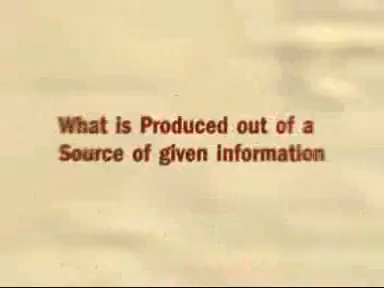 What is Produced out of a
Source of given information